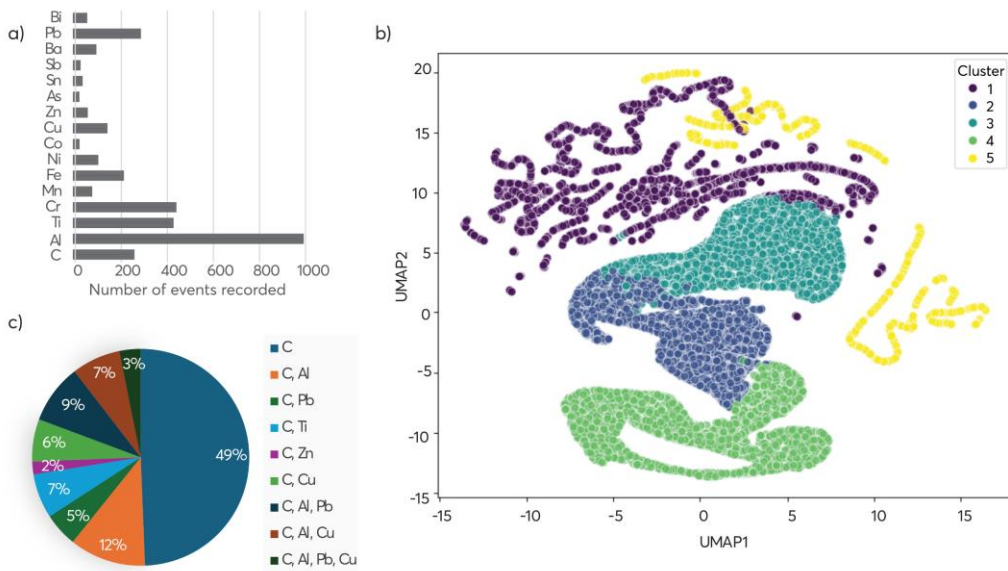 a)
Bi
Pb
Ba
Sb
Sn
As
Zn
Cu
Co
Ni
Fe
Mn
Cr
Ti
Al
C
0 200 400 600 800 1000
Number of events recorded
b)
UMAP2
20
15
10
5
0
-5
-10
-15
-15 -10 -5 0 5 10 15
UMAP1
Cluster
1
2
3
4
5
c)
3%
7%
9%
6%
2%
7%
5%
12%
49%
C
C, Al
C, Pb
C, Ti
C, Zn
C, Cu
C, Al, Pb
C, Al, Cu
C, Al, Pb, Cu